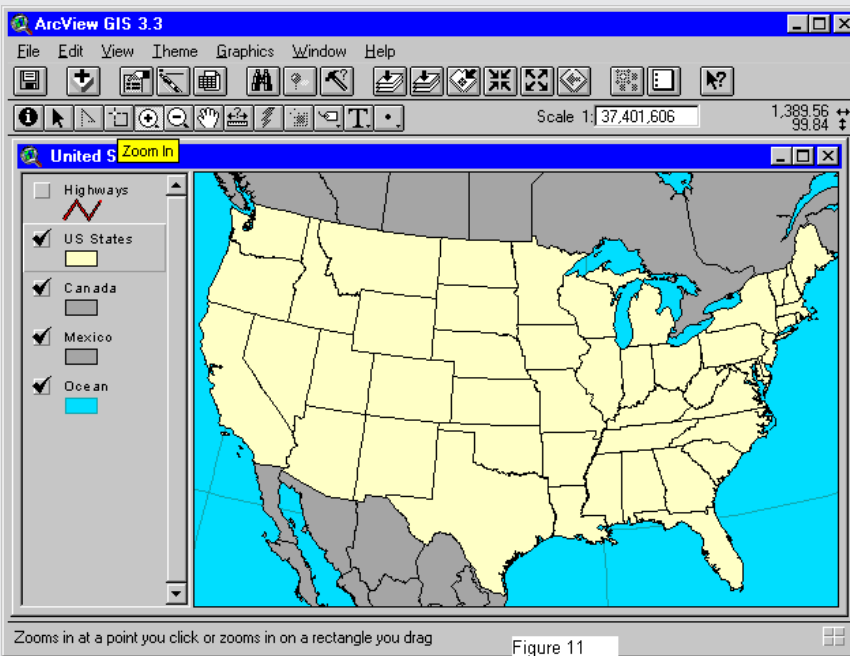 ArcView GIS 3.3
File Edit View Theme Graphics Window Help
Scale 1: 37,401,606
1,389.56
99.84
Zoom In
United S
Highways
US States
Canada
Mexico
Ocean
Zooms in at a point you click or zooms in on a rectangle you drag
Figure 11